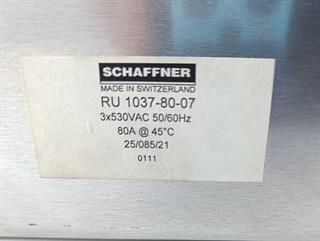 SCHAFFNER
MADE IN SWITZERLAND
RU 1037-80-07
3x530VAC 50/60Hz
80A @ 45°C
25/085/21
0111